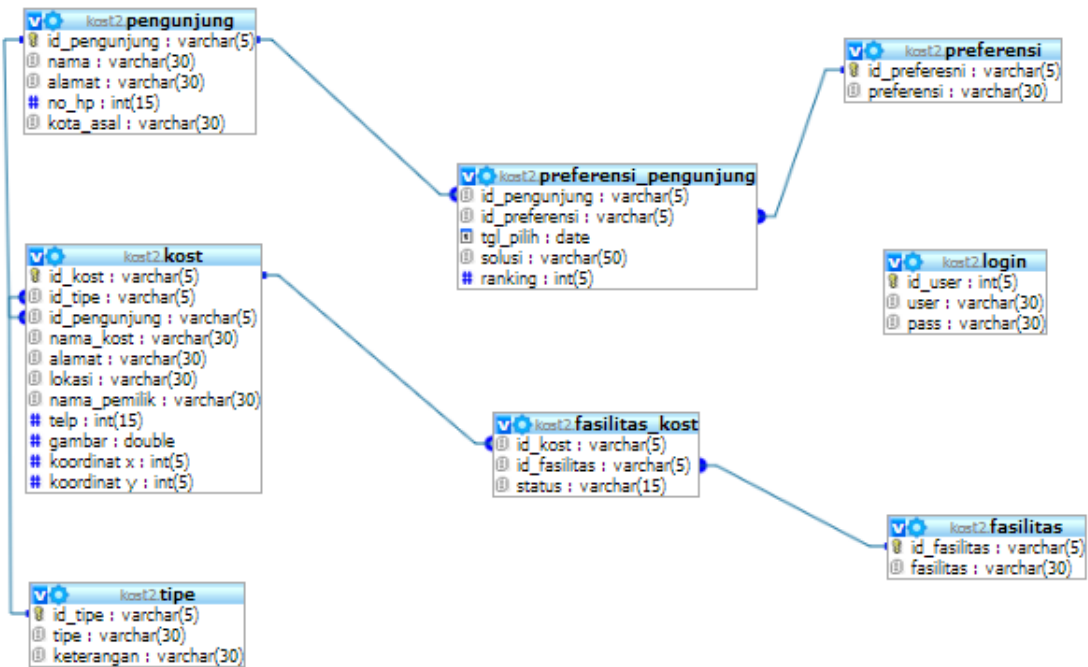 kost2.pengunjung
id_pengunjung : varchar(5)
nama : varchar(30)
alamat : varchar(30)
# no_hp : int(15)
kota_asal : varchar(30)
kost2.preferensi
id_preferesni : varchar(5)
preferensi : varchar(30)
kost2.preferensi_pengunjung
id_pengunjung : varchar(5)
id_preferensi : varchar(5)
tgl_pilih : date
solusi : varchar(50)
# ranking : int(5)
kost2.kost
id_kost : varchar(5)
id_tipe : varchar(5)
id_pengunjung : varchar(5)
nama_kost : varchar(30)
alamat : varchar(30)
lokasi : varchar(30)
nama_pemilik : varchar(30)
# telp : int(15)
# gambar : double
# koordinat x : int(5)
# koordinat y : int(5)
kost2.login
id_user : int(5)
user : varchar(30)
pass : varchar(30)
kost2.fasilitas_kost
id_kost : varchar(5)
id_fasilitas : varchar(5)
status : varchar(15)
kost2.fasilitas
id_fasilitas : varchar(5)
fasilitas : varchar(30)
kost2.tipe
id_tipe : varchar(5)
tipe : varchar(30)
keterangan : varchar(30)